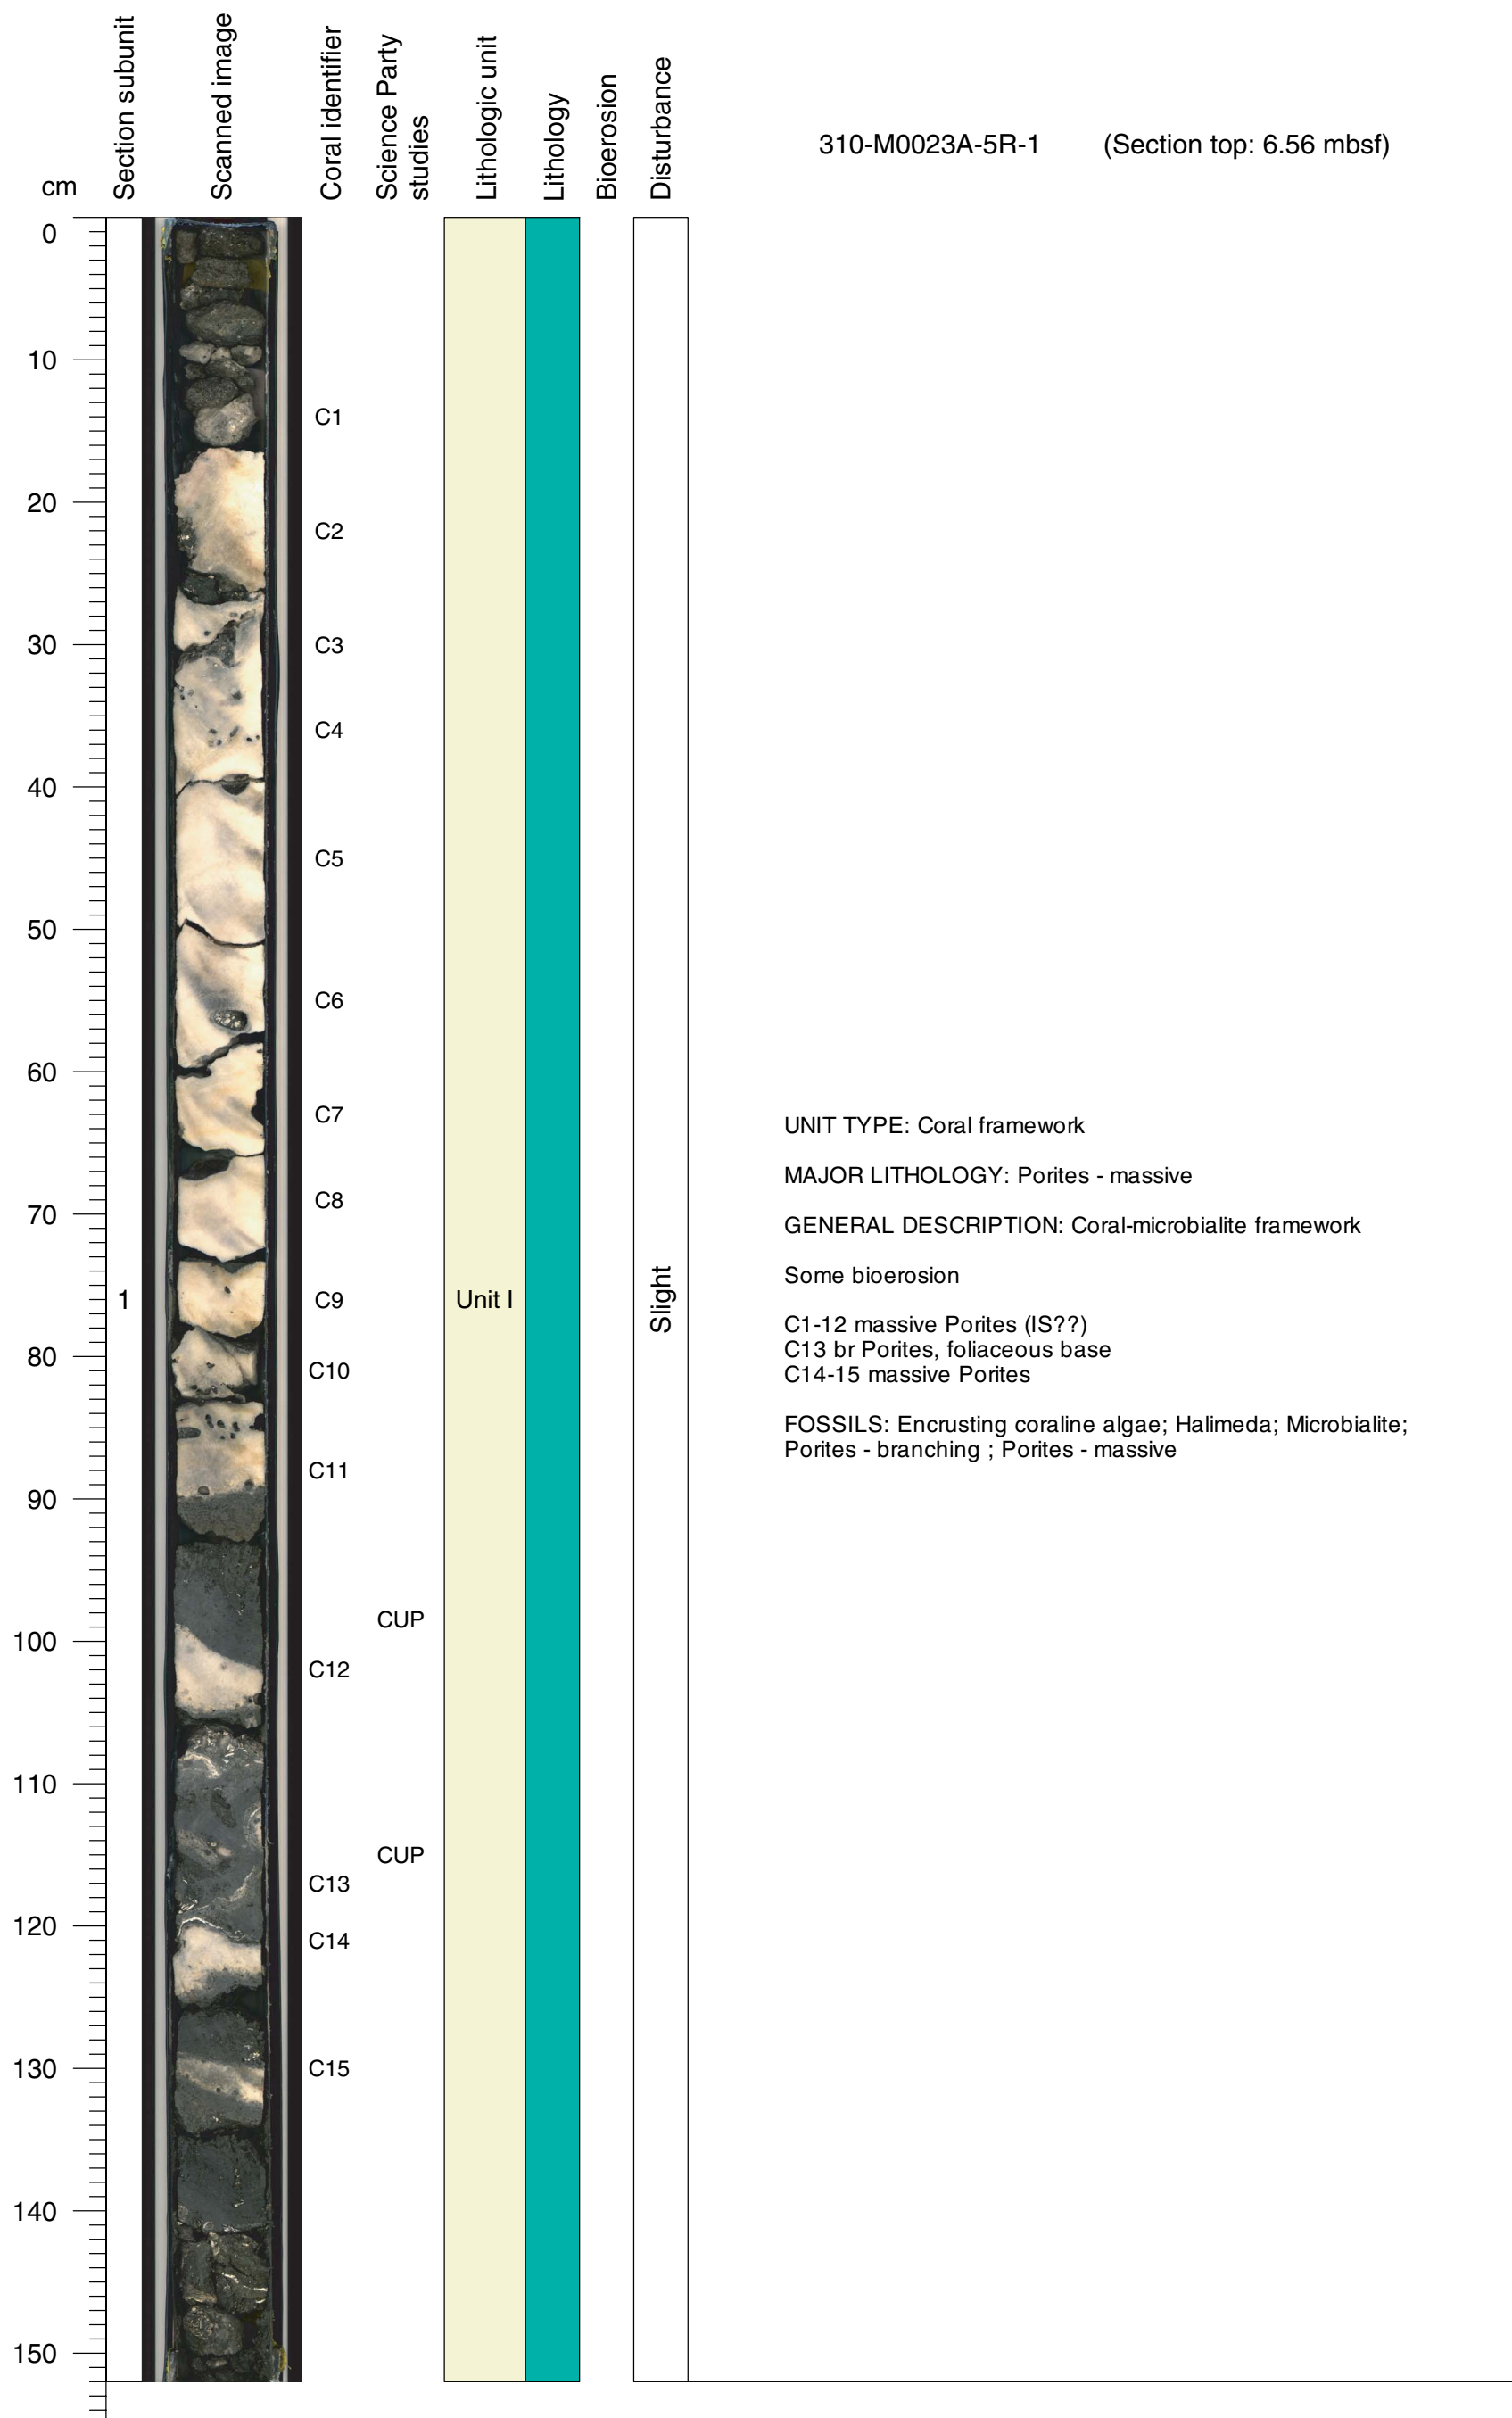 Section subunit
Scanned image
Coral identifier
Science Party
studies
Lithologic unit
Lithology
Bioerosion
Disturbance
310-M0023A-5R-1 (Section top: 6.56 mbsf)
cm
0
10
C1
20
C2
30
C3
C4
40
C5
50
C6
60
C7
UNIT TYPE: Coral framework
MAJOR LITHOLOGY: Porites - massive
C8
70
GENERAL DESCRIPTION: Coral-microbialite framework
Some bioerosion
1
C9
Unit I
Slight
C1-12 massive Porites (IS??)
C13 br Porites, foliaceous base
80
C10
C14-15 massive Porites
FOSSILS: Encrusting coraline algae; Halimeda; Microbialite;
Porites - branching ; Porites - massive
C11
90
CUP
100
C12
110
CUP
C13
120
C14
130
C15
140
150